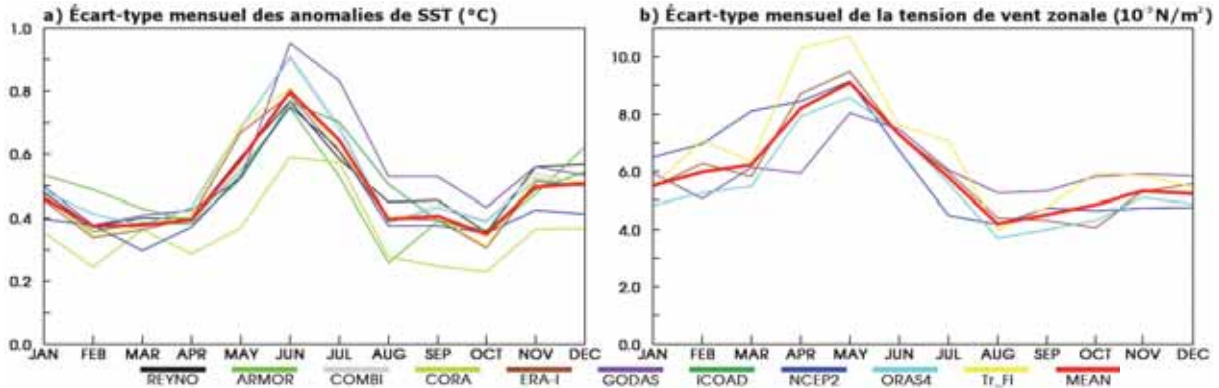 a) Écart-type mensuel des anomalies de SST (°C)
1.0
0.8
0.6
0.4
0.2
0.0
JAN FEB MAR APR MAY JUN JUL AUG SEP OCT NOV DEC
b) Écart-type mensuel de la tension de vent zonale (10⁻³N/m²)
10.0
8.0
6.0
4.0
2.0
0.0
JAN FEB MAR APR MAY JUN JUL AUG SEP OCT NOV DEC
REYNO ARMOR COMBI CORA ERA-I GODAS ICOAD NCEP2 ORAS4 Tr_FI MEAN